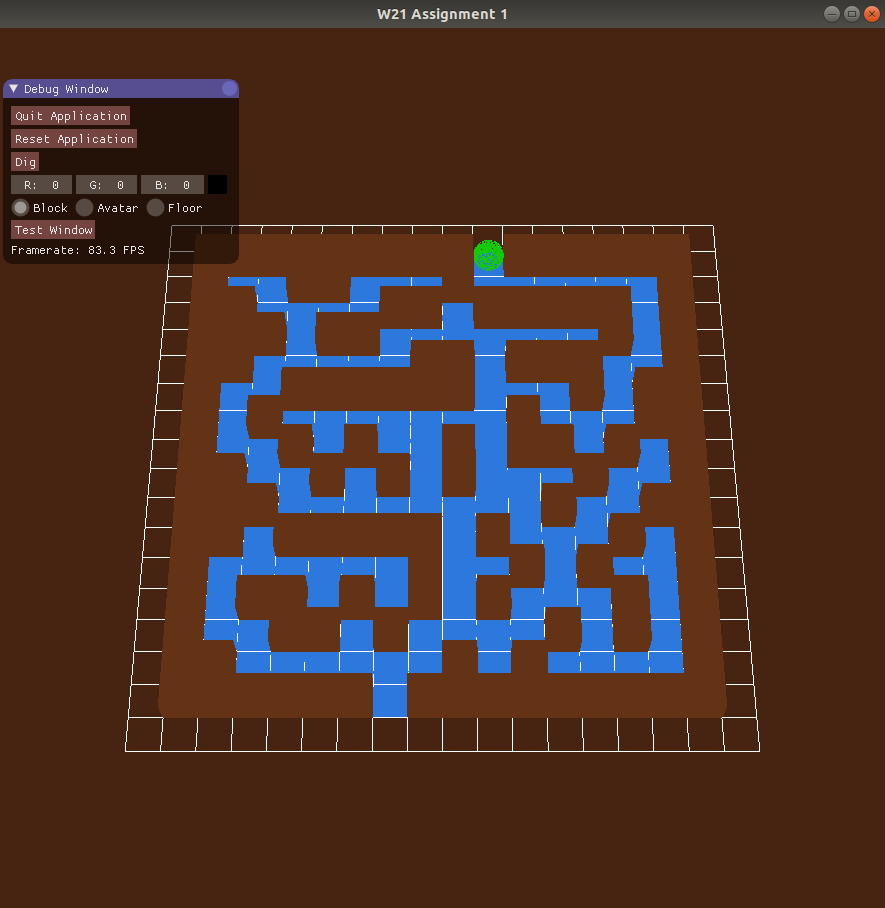 W21 Assignment 1
Debug Window
Quit Application
Reset Application
Dig
R: 0 G: 0 B: 0
Block Avatar Floor
Test Window
Framerate: 83.3 FPS